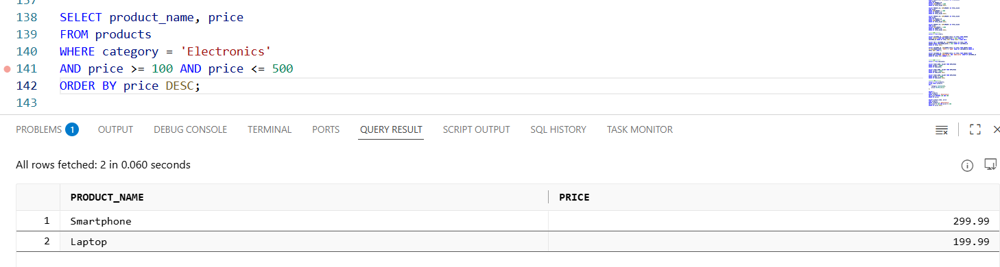 137
138 SELECT product_name, price
139 FROM products
140 WHERE category = 'Electronics'
141 AND price >= 100 AND price <= 500
142 ORDER BY price DESC;
143
PROBLEMS 1 OUTPUT DEBUG CONSOLE TERMINAL PORTS QUERY RESULT SCRIPT OUTPUT SQL HISTORY TASK MONITOR
All rows fetched: 2 in 0.060 seconds
PRODUCT_NAME PRICE
1 Smartphone 299.99
2 Laptop 199.99